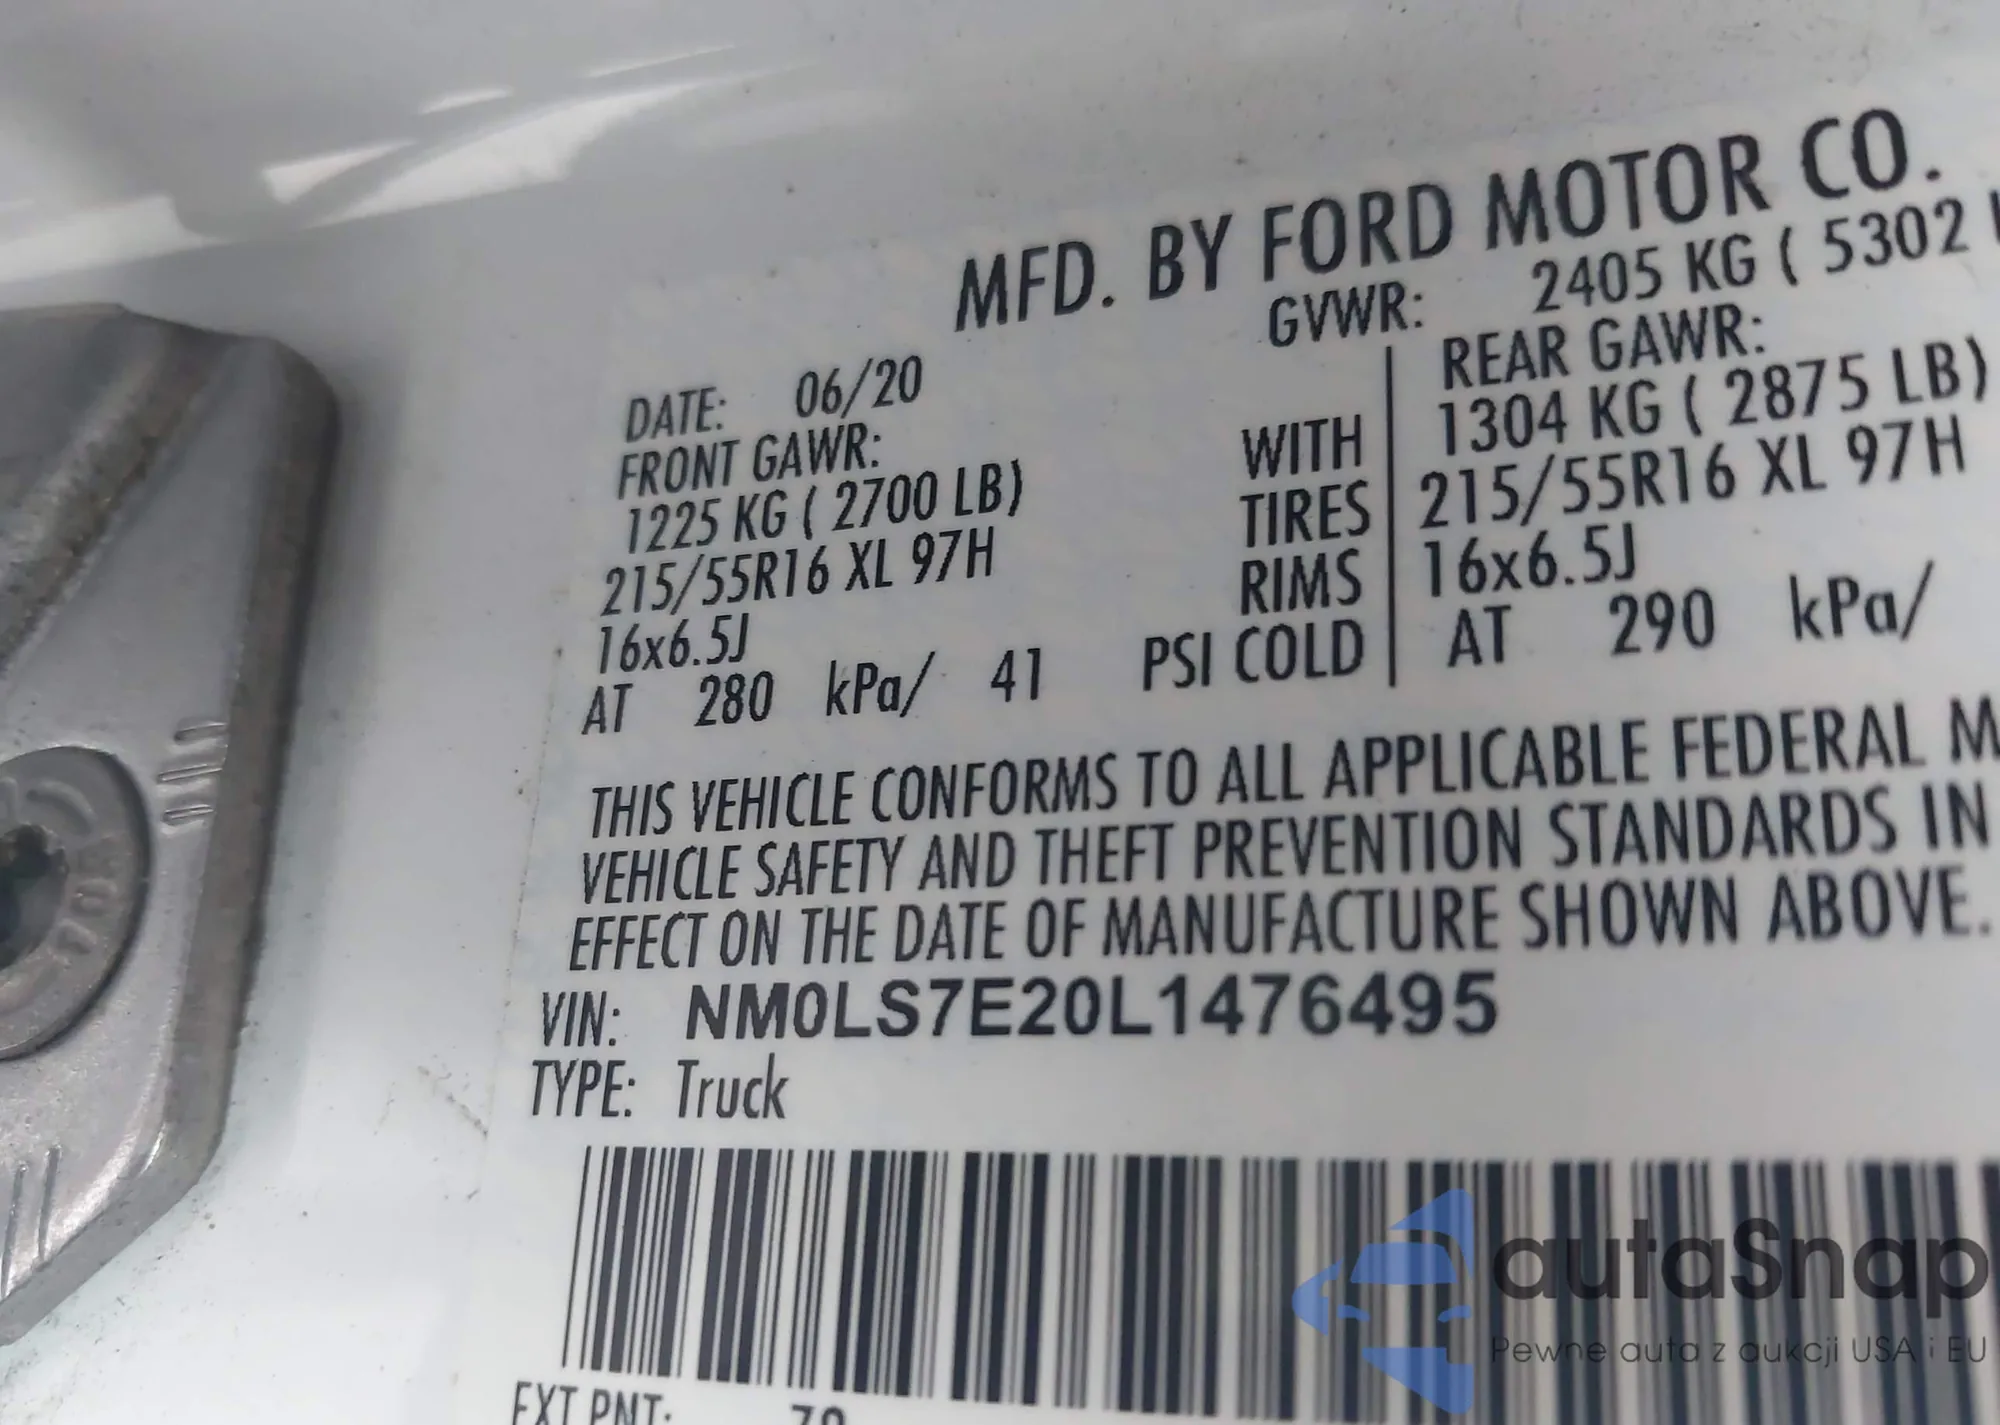 MFD. BY FORD MOTOR CO.
DATE: 06/20 GVWR: 2405 KG ( 5302
FRONT GAWR: REAR GAWR:
1225 KG ( 2700 LB) WITH 1304 KG ( 2875 LB)
215/55R16 XL 97H TIRES 215/55R16 XL 97H
16x6.5J RIMS 16x6.5J
AT 280 kPa/ 41 PSI COLD AT 290 kPa/
THIS VEHICLE CONFORMS TO ALL APPLICABLE FEDERAL M
VEHICLE SAFETY AND THEFT PREVENTION STANDARDS IN
EFFECT ON THE DATE OF MANUFACTURE SHOWN ABOVE.
VIN: NM0LS7E20L1476495
TYPE: Truck
autaSnap
Pewne auta z aukcji USA i EU
EXT PNT: